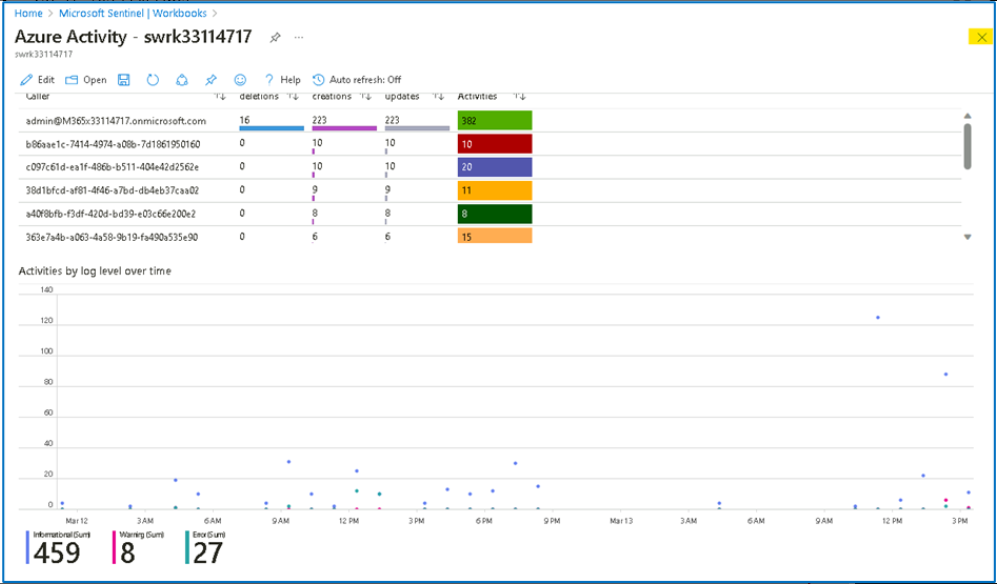 Home > Microsoft Sentinel | Workbooks >
Azure Activity - swrk33114717 ...
swrk33114717
Edit Open Help Auto refresh: Off
Caller deletions creations updates Activities
admin@M365x33114717.onmicrosoft.com 16 223 223 382
b86aae1c-7414-4974-a08b-7d1861950160 0 10 10 10
c097c61d-ea1f-486b-b511-404e42d2562e 0 10 10 20
38d1bfcd-af81-4f46-a7bd-db4eb37caa02 0 9 9 11
a40f8bfb-f3df-420d-bd39-e03c66e200e2 0 8 8 8
363e7a4b-a063-4a58-9b19-fa490a535e90 0 6 6 15
Activities by log level over time
140
120
100
80
60
40
20
0
Mar 12 3 AM 6 AM 9 AM 12 PM 3 PM 6 PM 9 PM Mar 13 3 AM 6 AM 9 AM 12 PM 3 PM
Informational (Sum) Warning (Sum) Error (Sum)
459 8 27